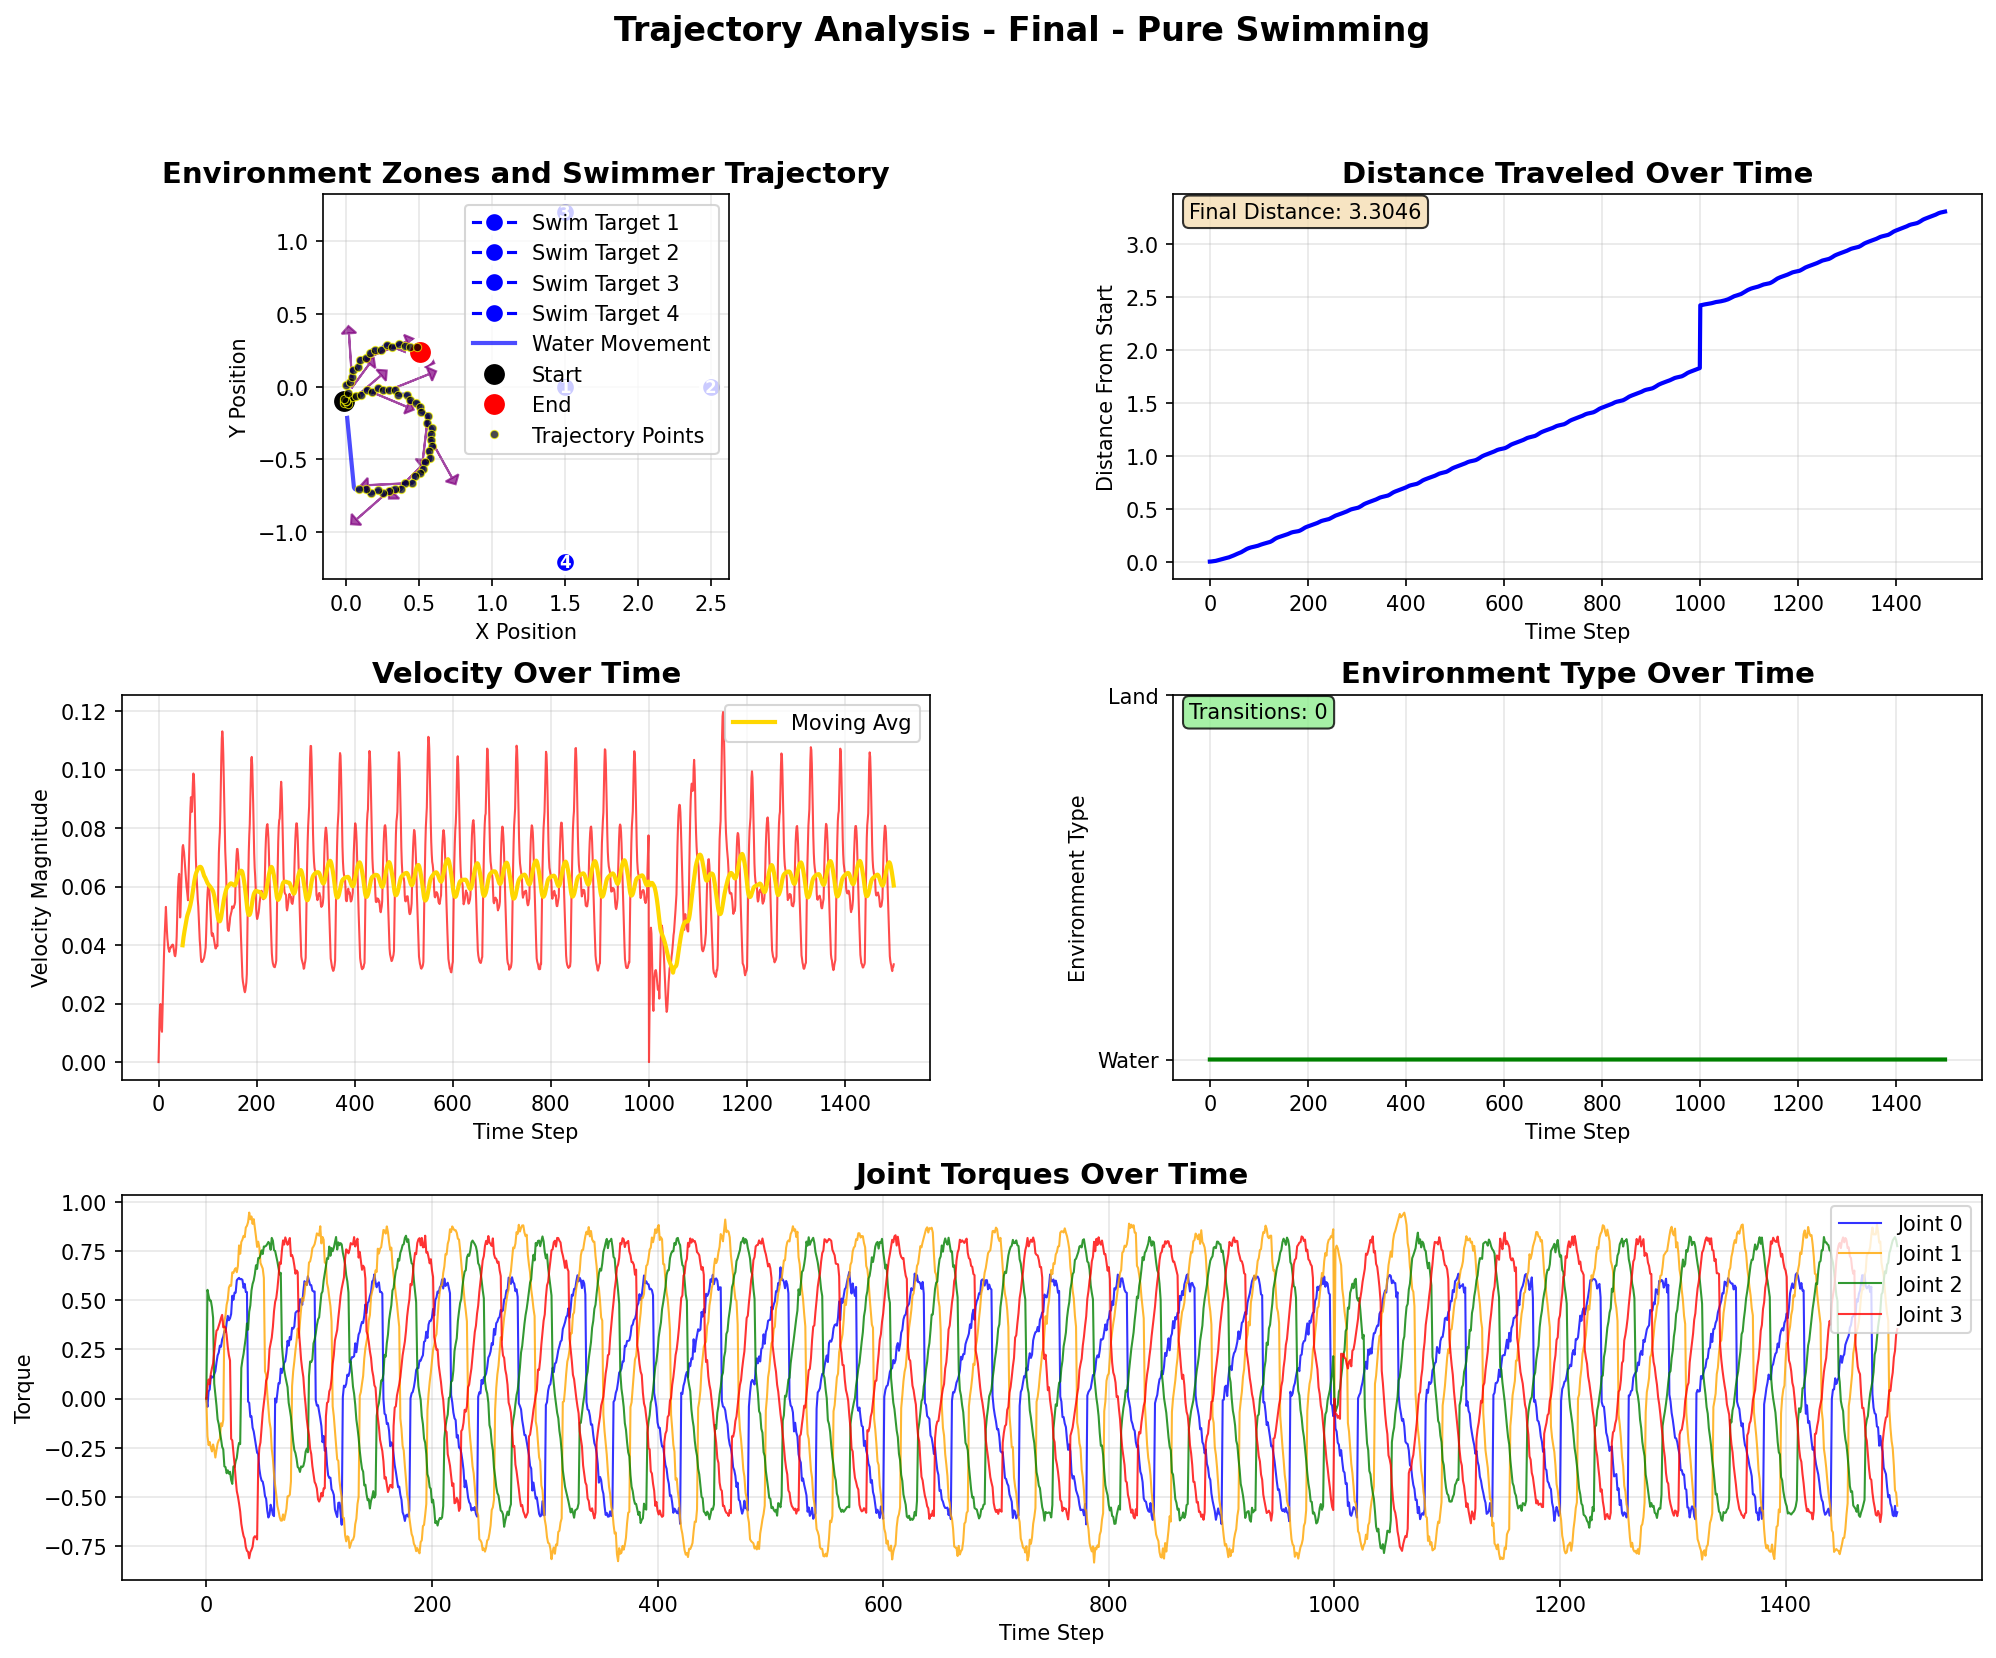 Trajectory Analysis - Final - Pure Swimming
Environment Zones and Swimmer Trajectory
Swim Target 1
Swim Target 2
Swim Target 3
Swim Target 4
Water Movement
Start
End
Trajectory Points
3
1
2
4
1.0
0.5
0.0
−0.5
−1.0
Y Position
0.0 0.5 1.0 1.5 2.0 2.5
X Position
Distance Traveled Over Time
Final Distance: 3.3046
3.0
2.5
2.0
1.5
1.0
0.5
0.0
Distance From Start
0 200 400 600 800 1000 1200 1400
Time Step
Velocity Over Time
Moving Avg
0.12
0.10
0.08
0.06
0.04
0.02
0.00
Velocity Magnitude
0 200 400 600 800 1000 1200 1400
Time Step
Environment Type Over Time
Transitions: 0
Land
Water
Environment Type
0 200 400 600 800 1000 1200 1400
Time Step
Joint Torques Over Time
Joint 0
Joint 1
Joint 2
Joint 3
1.00
0.75
0.50
0.25
0.00
−0.25
−0.50
−0.75
Torque
0 200 400 600 800 1000 1200 1400
Time Step